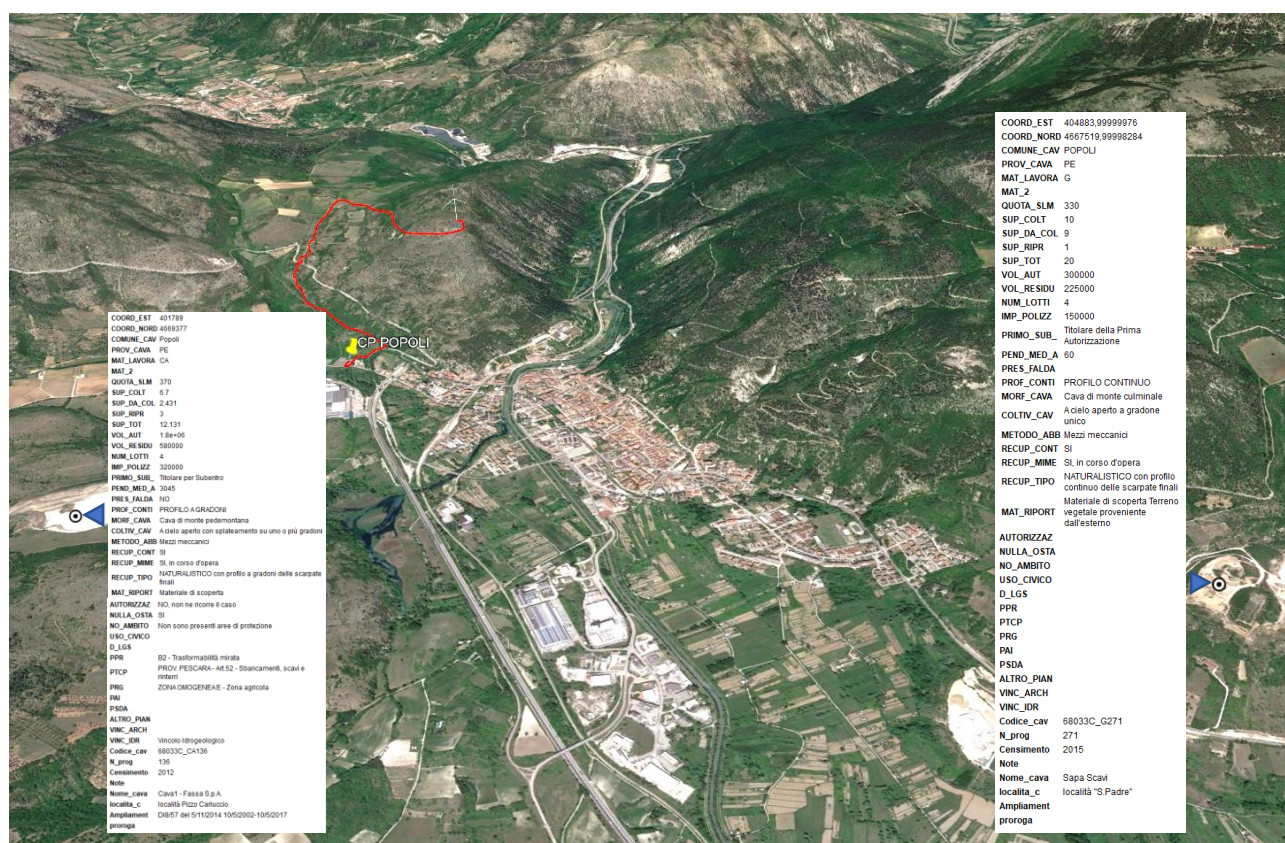 CP POPOLI
COORD_EST 401789
COORD_NORD 4669377
COMUNE_CAV Popoli
PROV_CAVA PE
MAT_LAVORA CA
MAT_2
QUOTA_SLM 370
SUP_COLT 6.7
SUP_DA_COL 2.431
SUP_RIPR 3
SUP_TOT 12.131
VOL_AUT 1.8e+06
VOL_RESIDU 580000
NUM_LOTTI 4
IMP_POLIZZ 320000
PRIMO_SUB_ Titolare per Subentro
PEND_MED_A 3045
PRES_FALDA NO
PROF_CONTI PROFILO A GRADONI
MORF_CAVA Cava di monte pedemontana
COLTIV_CAV A cielo aperto con splateamento su uno o più gradoni
METODO_ABB Mezzi meccanici
RECUP_CONT SI
RECUP_MIME SI, in corso d'opera
RECUP_TIPO NATURALISTICO con profilo a gradoni delle scarpate
finali
MAT_RIPORT Materiale di scoperta
AUTORIZZAZ NO, non ne ricorre il caso
NULLA_OSTA SI
NO_AMBITO Non sono presenti aree di protezione
USO_CIVICO
D_LGS
PPR B2 - Trasformabilità mirata
PTCP PROV. PESCARA - Art.52 - Sbancamenti, scavi e
rinterri
PRG ZONA OMOGENEA E - Zona agricola
PAI
PSDA
ALTRO_PIAN
VINC_ARCH
VINC_IDR Vincolo Idrogeologico
Codice_cav 68033C_CA136
N_prog 136
Censimento 2012
Note
Nome_cava Cava1 - Fassa S.p.A.
localita_c località Pizzo Carluccio
Ampliament DI8/57 del 5/11/2014 10/5/2002-10/5/2017
proroga
COORD_EST 404883,99999976
COORD_NORD 4667519,99998284
COMUNE_CAV POPOLI
PROV_CAVA PE
MAT_LAVORA G
MAT_2
QUOTA_SLM 330
SUP_COLT 10
SUP_DA_COL 9
SUP_RIPR 1
SUP_TOT 20
VOL_AUT 300000
VOL_RESIDU 225000
NUM_LOTTI 4
IMP_POLIZZ 150000
PRIMO_SUB_ Titolare della Prima
Autorizzazione
PEND_MED_A 60
PRES_FALDA
PROF_CONTI PROFILO CONTINUO
MORF_CAVA Cava di monte culminale
COLTIV_CAV A cielo aperto a gradone
unico
METODO_ABB Mezzi meccanici
RECUP_CONT SI
RECUP_MIME SI, in corso d'opera
RECUP_TIPO NATURALISTICO con profilo
continuo delle scarpate finali
MAT_RIPORT Materiale di scoperta Terreno
vegetale proveniente
dall'esterno
AUTORIZZAZ
NULLA_OSTA
NO_AMBITO
USO_CIVICO
D_LGS
PPR
PTCP
PRG
PAI
PSDA
ALTRO_PIAN
VINC_ARCH
VINC_IDR
Codice_cav 68033C_G271
N_prog 271
Censimento 2015
Note
Nome_cava Sapa Scavi
localita_c località "S.Padre"
Ampliament
proroga